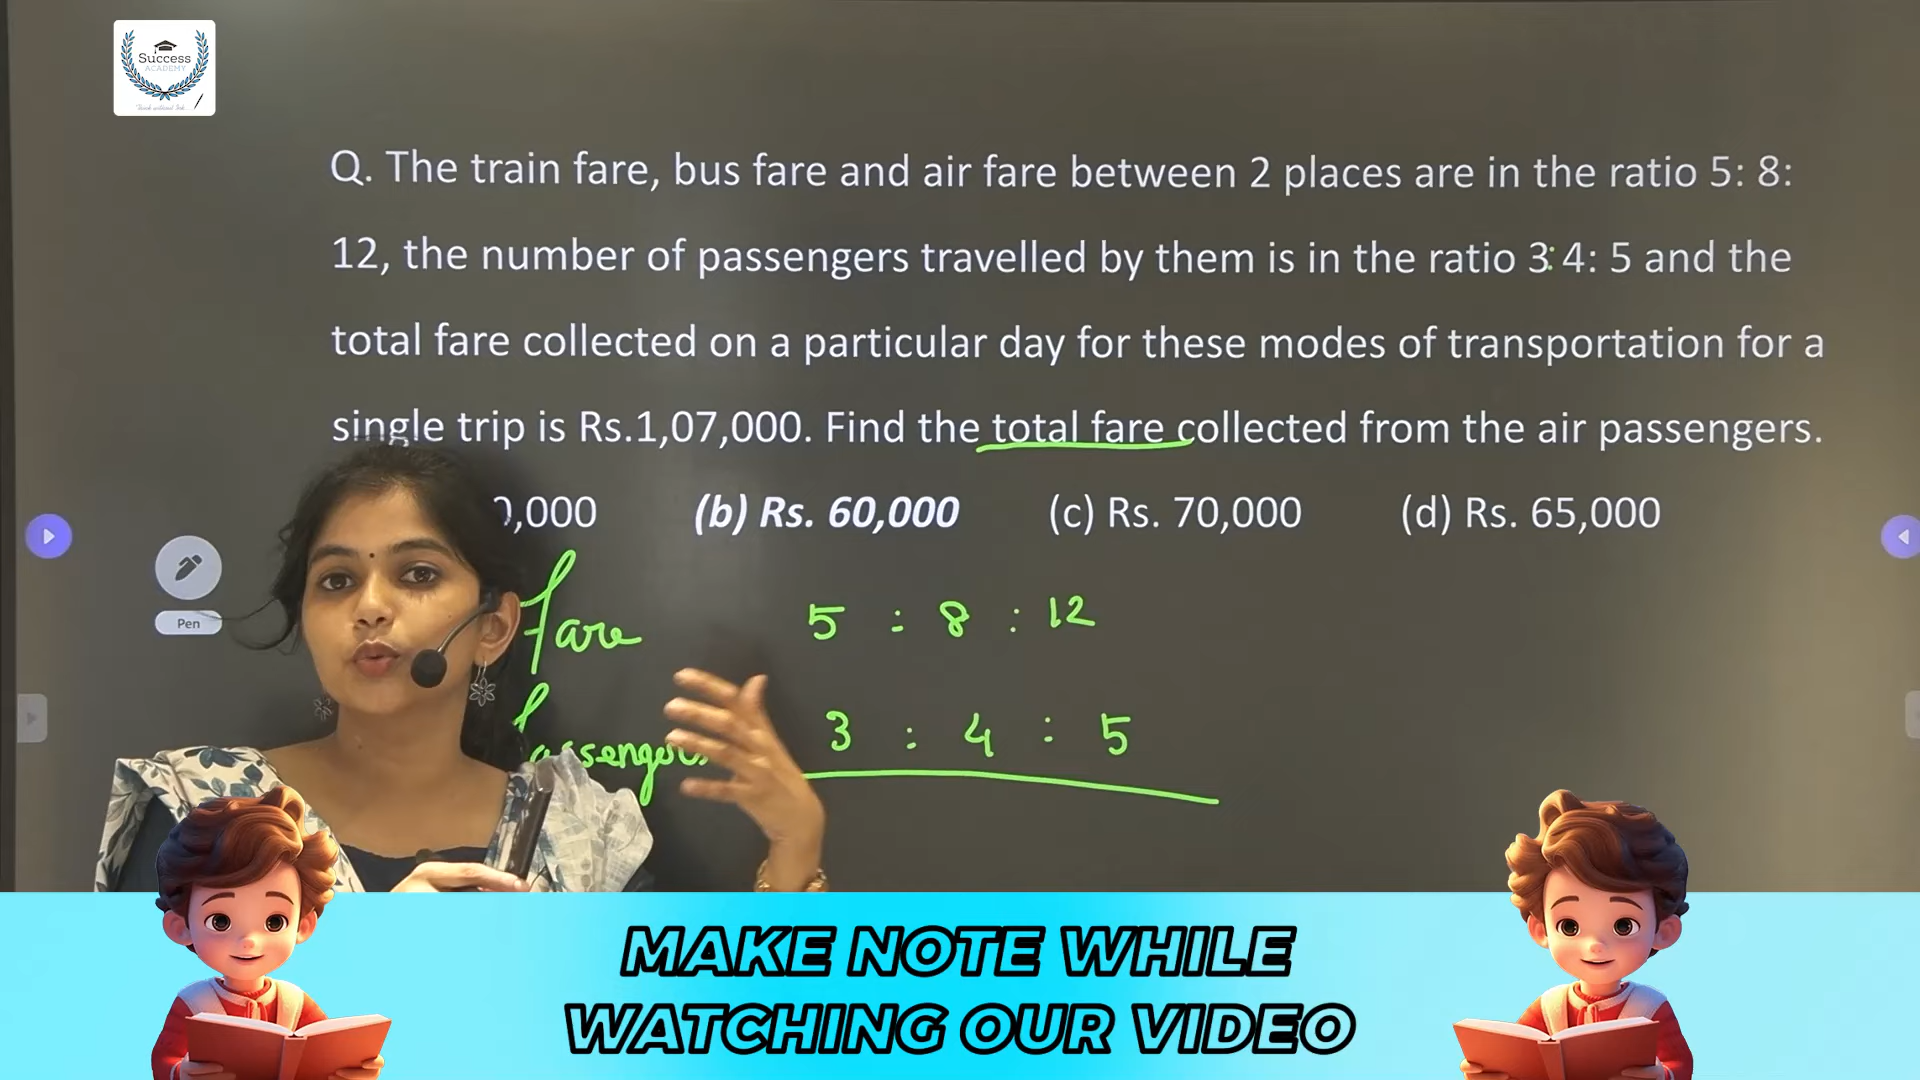 Success
ACADEMY
Q. The train fare, bus fare and air fare between 2 places are in the ratio 5: 8:
12, the number of passengers travelled by them is in the ratio 3: 4: 5 and the
total fare collected on a particular day for these modes of transportation for a
single trip is Rs.1,07,000. Find the total fare collected from the air passengers.
0,000 (b) Rs. 60,000 (c) Rs. 70,000 (d) Rs. 65,000
Pen
fare 5 : 8 : 12
3 : 4 : 5
MAKE NOTE WHILE
WATCHING OUR VIDEO